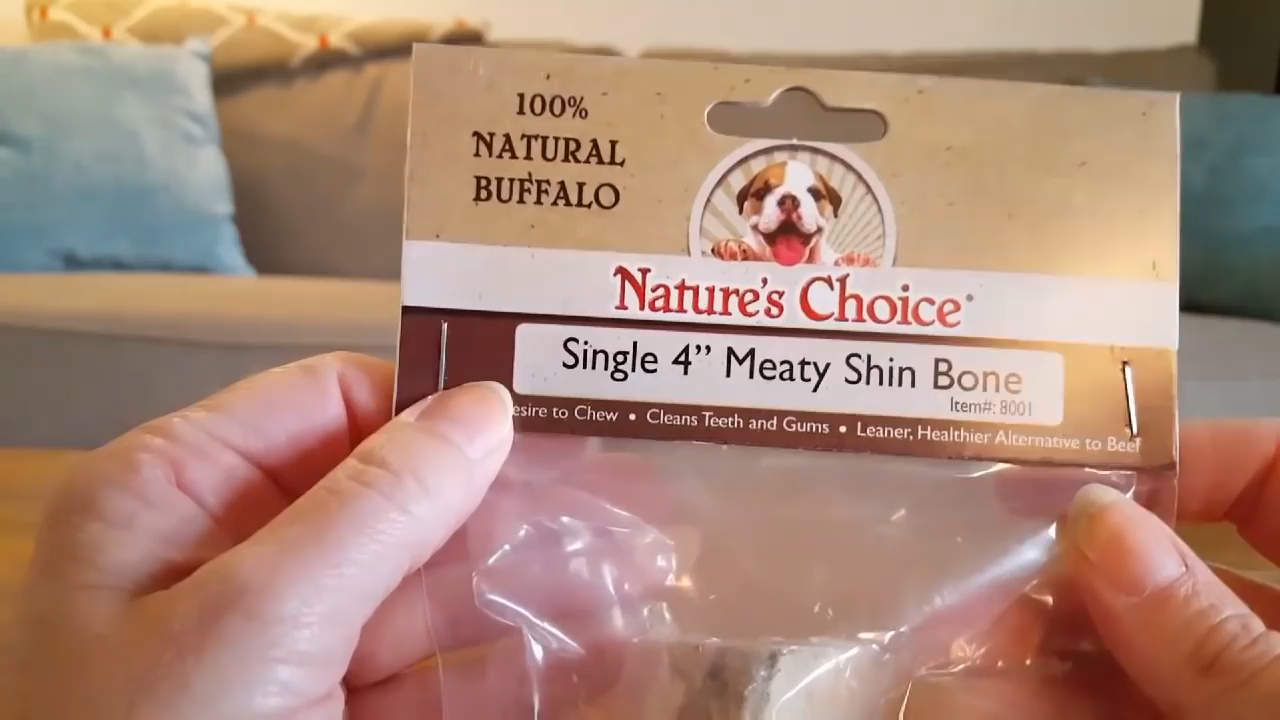 100%
NATURAL
BUFFALO
Nature's Choice
Single 4" Meaty Shin Bone
Item#: 8001
to Chew • Cleans Teeth and Gums • Leaner, Healthier Alternative to Beef